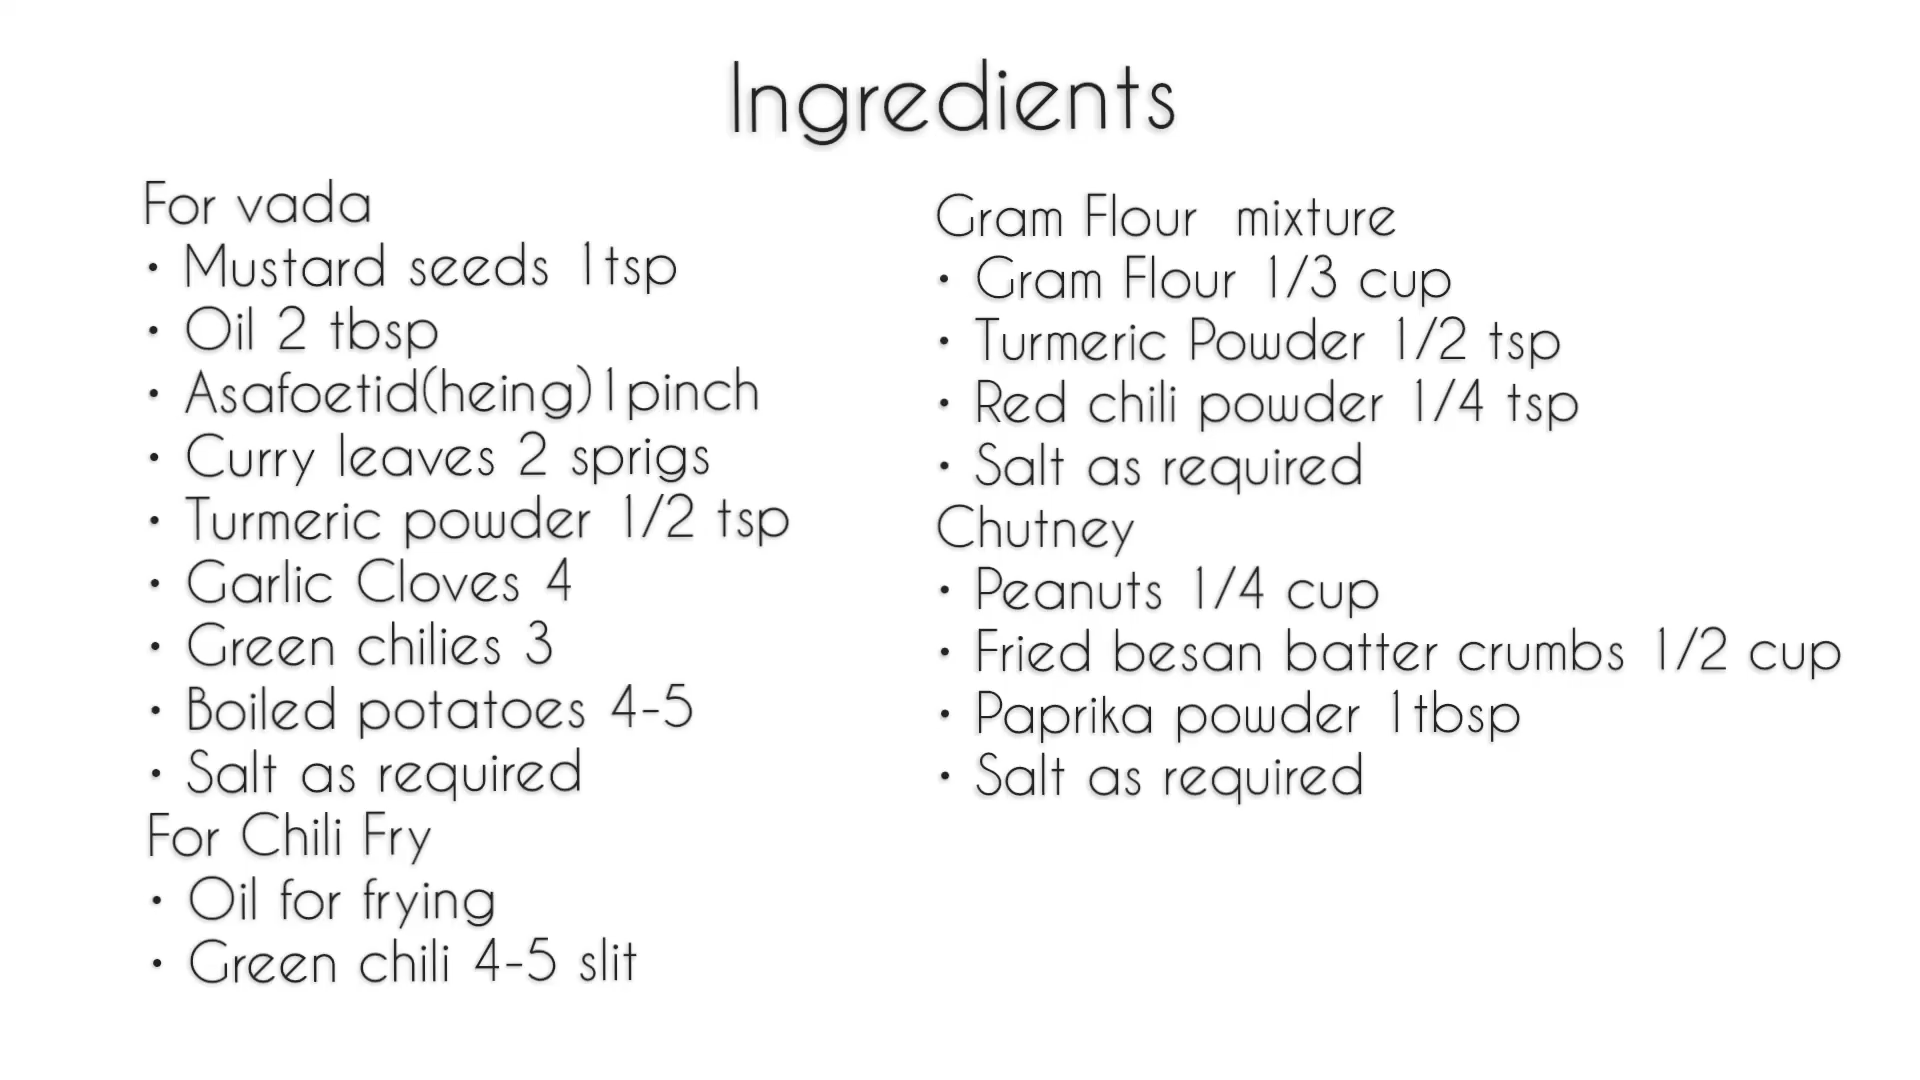 Ingredients
For vada
• Mustard seeds 1tsp
• Oil 2 tbsp
• Asafoetid(heing)1pinch
• Curry leaves 2 sprigs
• Turmeric powder 1/2 tsp
• Garlic Cloves 4
• Green chilies 3
• Boiled potatoes 4-5
• Salt as required
For Chili Fry
• Oil for frying
• Green chili 4-5 slit
Gram Flour mixture
• Gram Flour 1/3 cup
• Turmeric Powder 1/2 tsp
• Red chili powder 1/4 tsp
• Salt as required
Chutney
• Peanuts 1/4 cup
• Fried besan batter crumbs 1/2 cup
• Paprika powder 1tbsp
• Salt as required